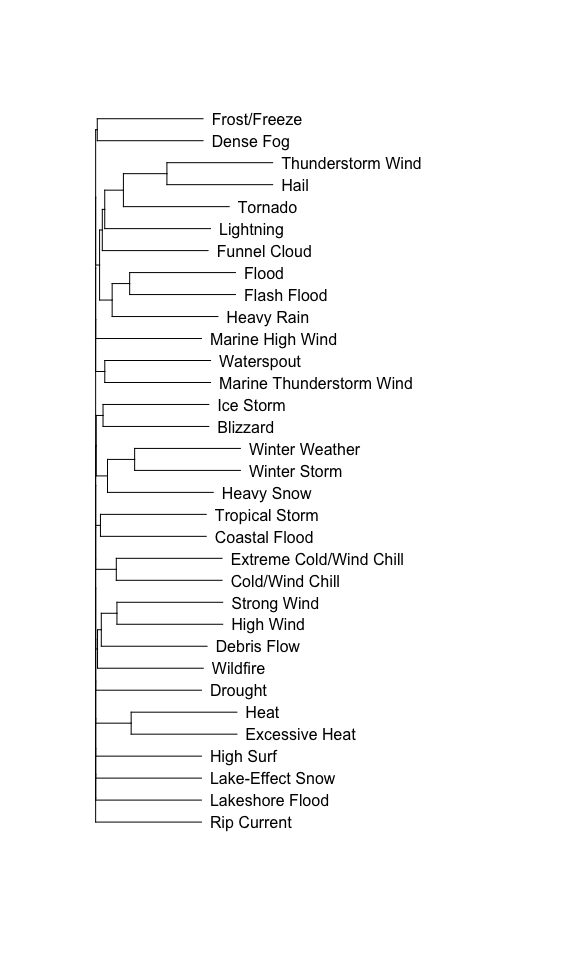 Frost/Freeze
Dense Fog
Thunderstorm Wind
Hail
Tornado
Lightning
Funnel Cloud
Flood
Flash Flood
Heavy Rain
Marine High Wind
Waterspout
Marine Thunderstorm Wind
Ice Storm
Blizzard
Winter Weather
Winter Storm
Heavy Snow
Tropical Storm
Coastal Flood
Extreme Cold/Wind Chill
Cold/Wind Chill
Strong Wind
High Wind
Debris Flow
Wildfire
Drought
Heat
Excessive Heat
High Surf
Lake-Effect Snow
Lakeshore Flood
Rip Current